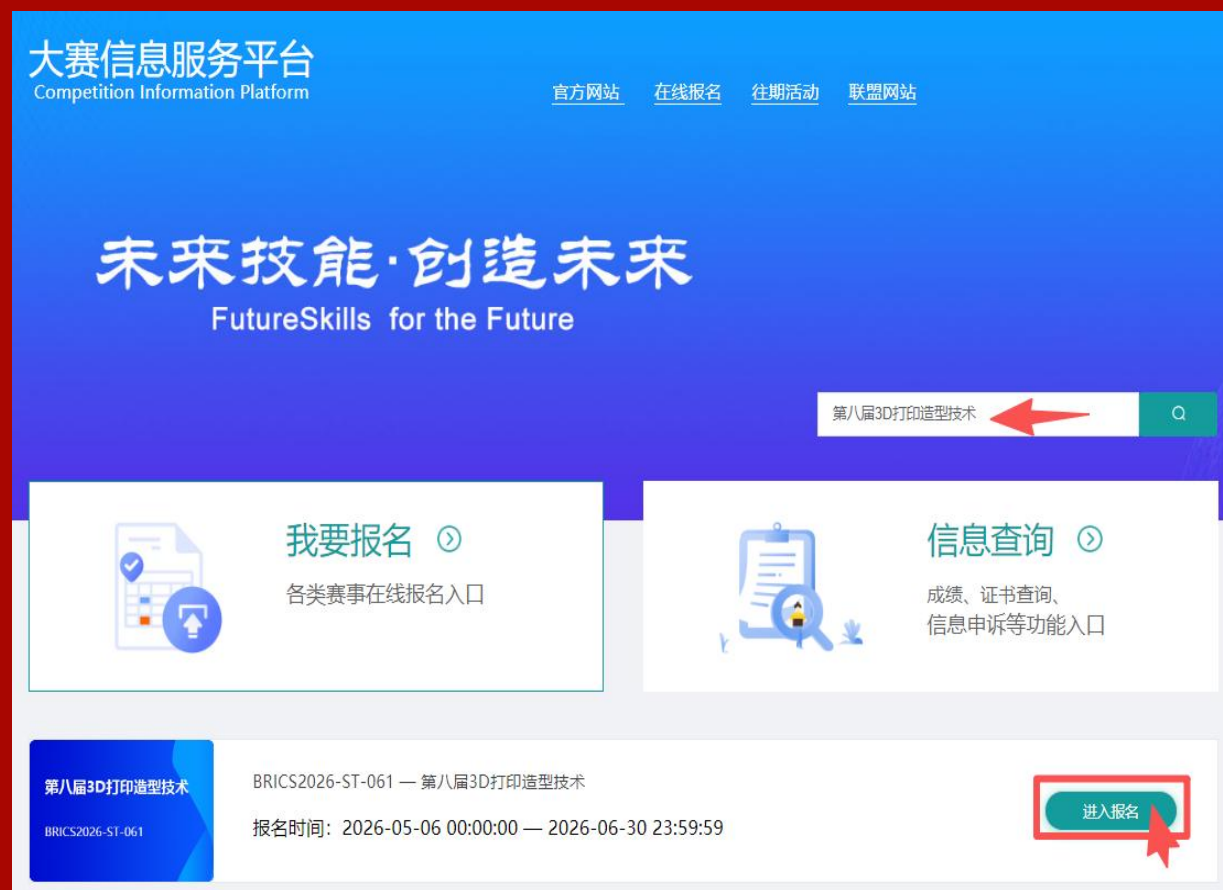 大赛信息服务平台
Competition Information Platform
官方网站 在线报名 往期活动 联盟网站
未来技能·创造未来
FutureSkills for the Future
第八届3D打印造型技术
我要报名
各类赛事在线报名入口
信息查询
成绩、证书查询、
信息申诉等功能入口
第八届3D打印造型技术
BRICS2026-ST-061
BRICS2026-ST-061 — 第八届3D打印造型技术
报名时间：2026-05-06 00:00:00 — 2026-06-30 23:59:59
进入报名